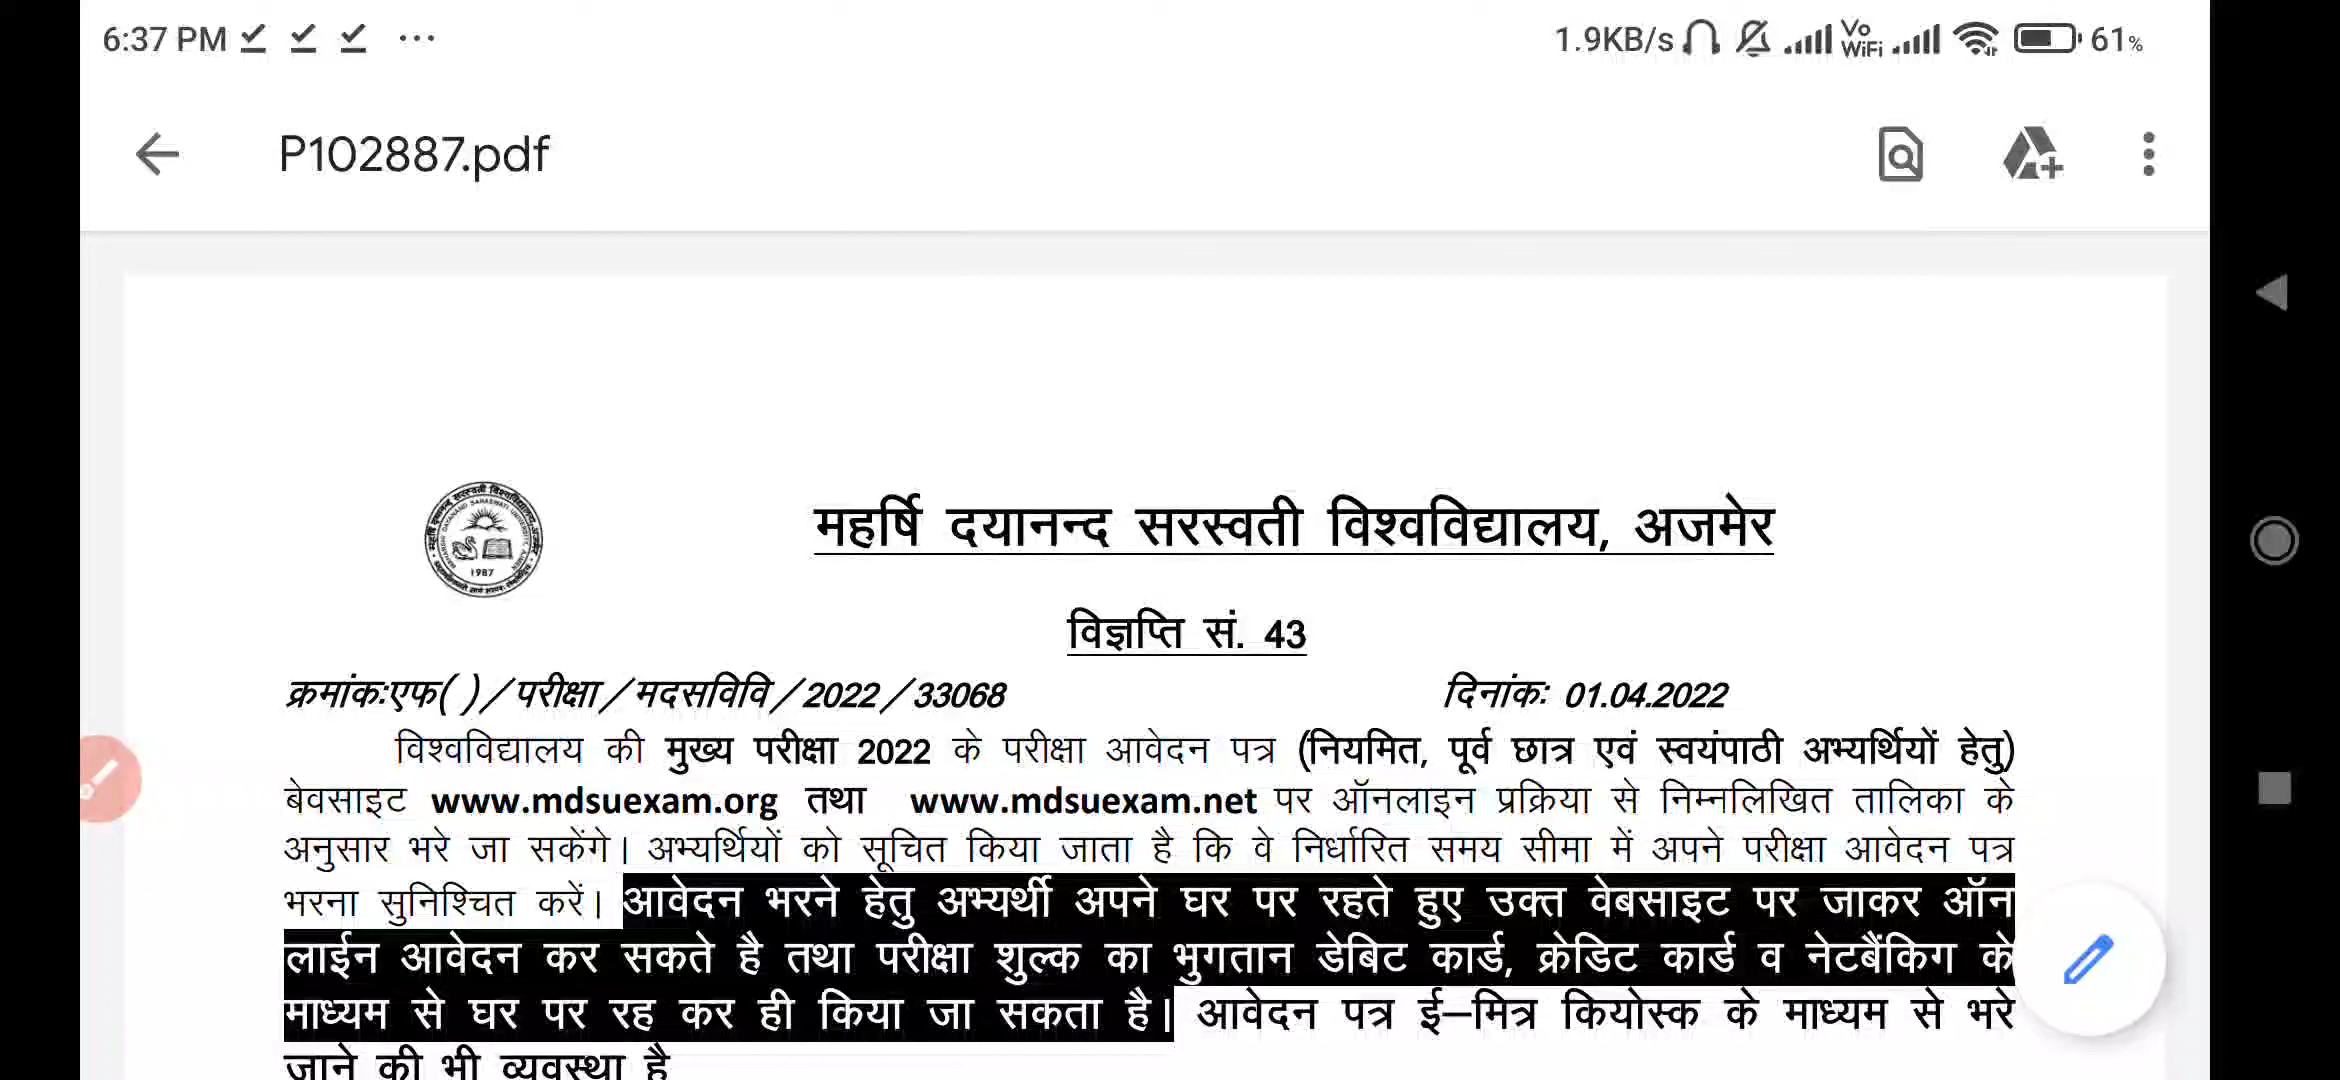 6:37 PM ... 1.9KB/s Vo WiFi 61%
P102887.pdf
महर्षि दयानन्द सरस्वती विश्वविद्यालय, अजमेर
1987
विज्ञप्ति सं. 43
क्रमांकःएफ( )/परीक्षा/मदसविवि/2022/33068 दिनांकः 01.04.2022
विश्वविद्यालय की मुख्य परीक्षा 2022 के परीक्षा आवेदन पत्र (नियमित, पूर्व छात्र एवं स्वयंपाठी अभ्यर्थियों हेतु)
बेवसाइट www.mdsuexam.org तथा www.mdsuexam.net पर ऑनलाइन प्रक्रिया से निम्नलिखित तालिका के
अनुसार भरे जा सकेंगे। अभ्यर्थियों को सूचित किया जाता है कि वे निर्धारित समय सीमा में अपने परीक्षा आवेदन पत्र
भरना सुनिश्चित करें। आवेदन भरने हेतु अभ्यर्थी अपने घर पर रहते हुए उक्त वेबसाइट पर जाकर ऑन
लाईन आवेदन कर सकते है तथा परीक्षा शुल्क का भुगतान डेबिट कार्ड, क्रेडिट कार्ड व नेटबैंकिग के
माध्यम से घर पर रह कर ही किया जा सकता है। आवेदन पत्र ई–मित्र कियोस्क के माध्यम से भरे
जाने की भी व्यवस्था है